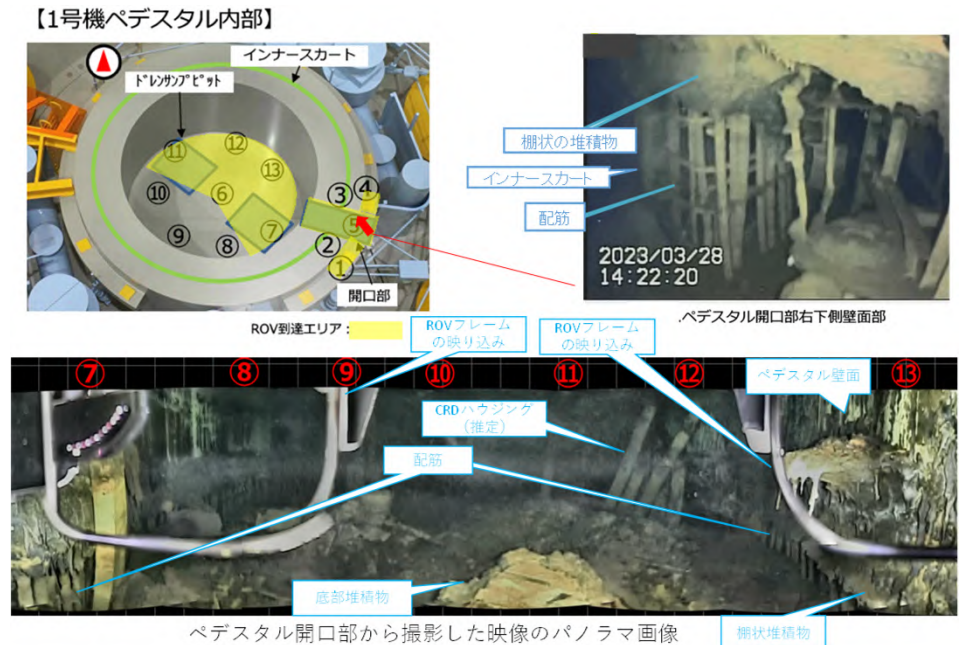 【1号機ペデスタル内部】
インナースカート
ﾄﾞﾚﾝｻﾝﾌﾟﾋﾟｯﾄ
⑫
⑪
⑬
⑩
⑥
③
④
⑨
⑧
⑦
②
⑤
①
開口部
ROV到達エリア：
棚状の堆積物
インナースカート
配筋
2023/03/28
14:22:20
.ペデスタル開口部右下側壁面部
ROVフレーム
の映り込み
ROVフレーム
の映り込み
⑦
⑧
⑨
⑩
⑪
⑫
ペデスタル壁面
⑬
CRDハウジング
（推定）
配筋
底部堆積物
棚状堆積物
ペデスタル開口部から撮影した映像のパノラマ画像